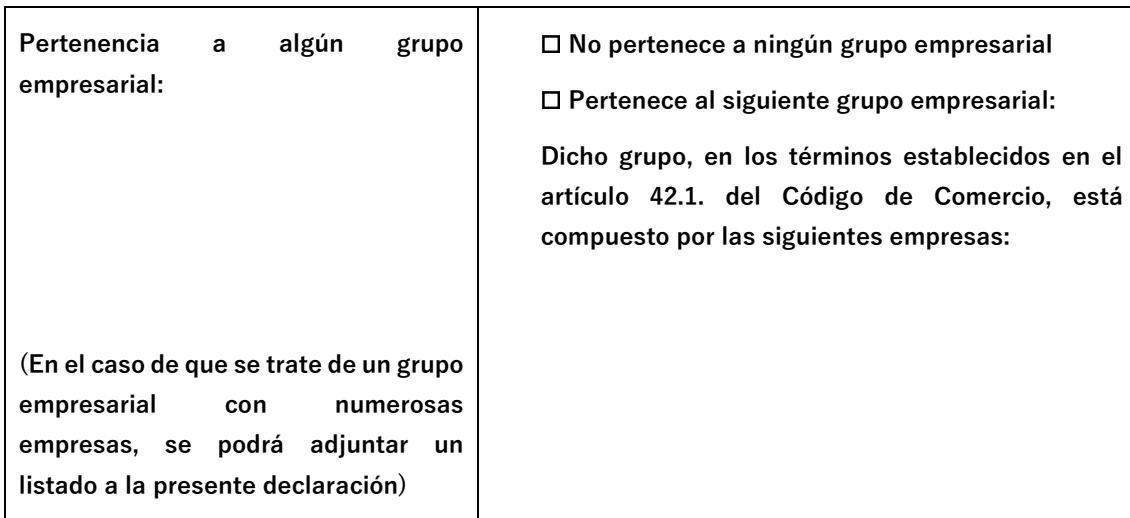 Pertenencia a algún grupo
empresarial:
(En el caso de que se trate de un grupo
empresarial con numerosas
empresas, se podrá adjuntar un
listado a la presente declaración)
☐ No pertenece a ningún grupo empresarial
☐ Pertenece al siguiente grupo empresarial:
Dicho grupo, en los términos establecidos en el
artículo 42.1. del Código de Comercio, está
compuesto por las siguientes empresas: